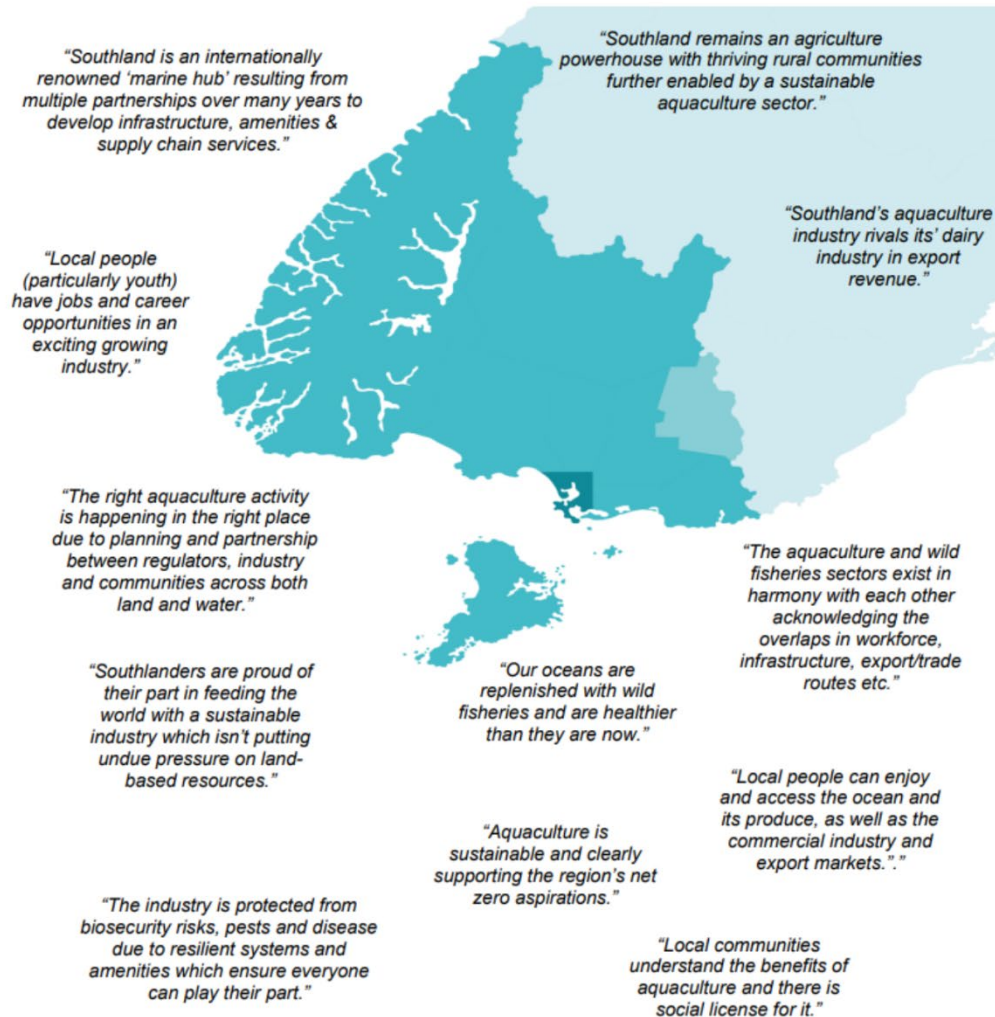 “Southland is an internationally
renowned ‘marine hub’ resulting from
multiple partnerships over many years to
develop infrastructure, amenities &
supply chain services.”
“Southland remains an agriculture
powerhouse with thriving rural communities
further enabled by a sustainable
aquaculture sector.”
“Southland’s aquaculture
industry rivals its’ dairy
industry in export
revenue.”
“Local people
(particularly youth)
have jobs and career
opportunities in an
exciting growing
industry.”
“The right aquaculture activity
is happening in the right place
due to planning and partnership
between regulators, industry
and communities across both
land and water.”
“The aquaculture and wild
fisheries sectors exist in
harmony with each other
acknowledging the
overlaps in workforce,
infrastructure, export/trade
routes etc.”
“Southlanders are proud of
their part in feeding the
world with a sustainable
industry which isn’t putting
undue pressure on land-
based resources.”
“Our oceans are
replenished with wild
fisheries and are healthier
than they are now.”
“Local people can enjoy
and access the ocean and
its produce, as well as the
commercial industry and
export markets.”.”
“Aquaculture is
sustainable and clearly
supporting the region’s net
zero aspirations.”
“The industry is protected from
biosecurity risks, pests and disease
due to resilient systems and
amenities which ensure everyone
can play their part.”
“Local communities
understand the benefits of
aquaculture and there is
social license for it.”